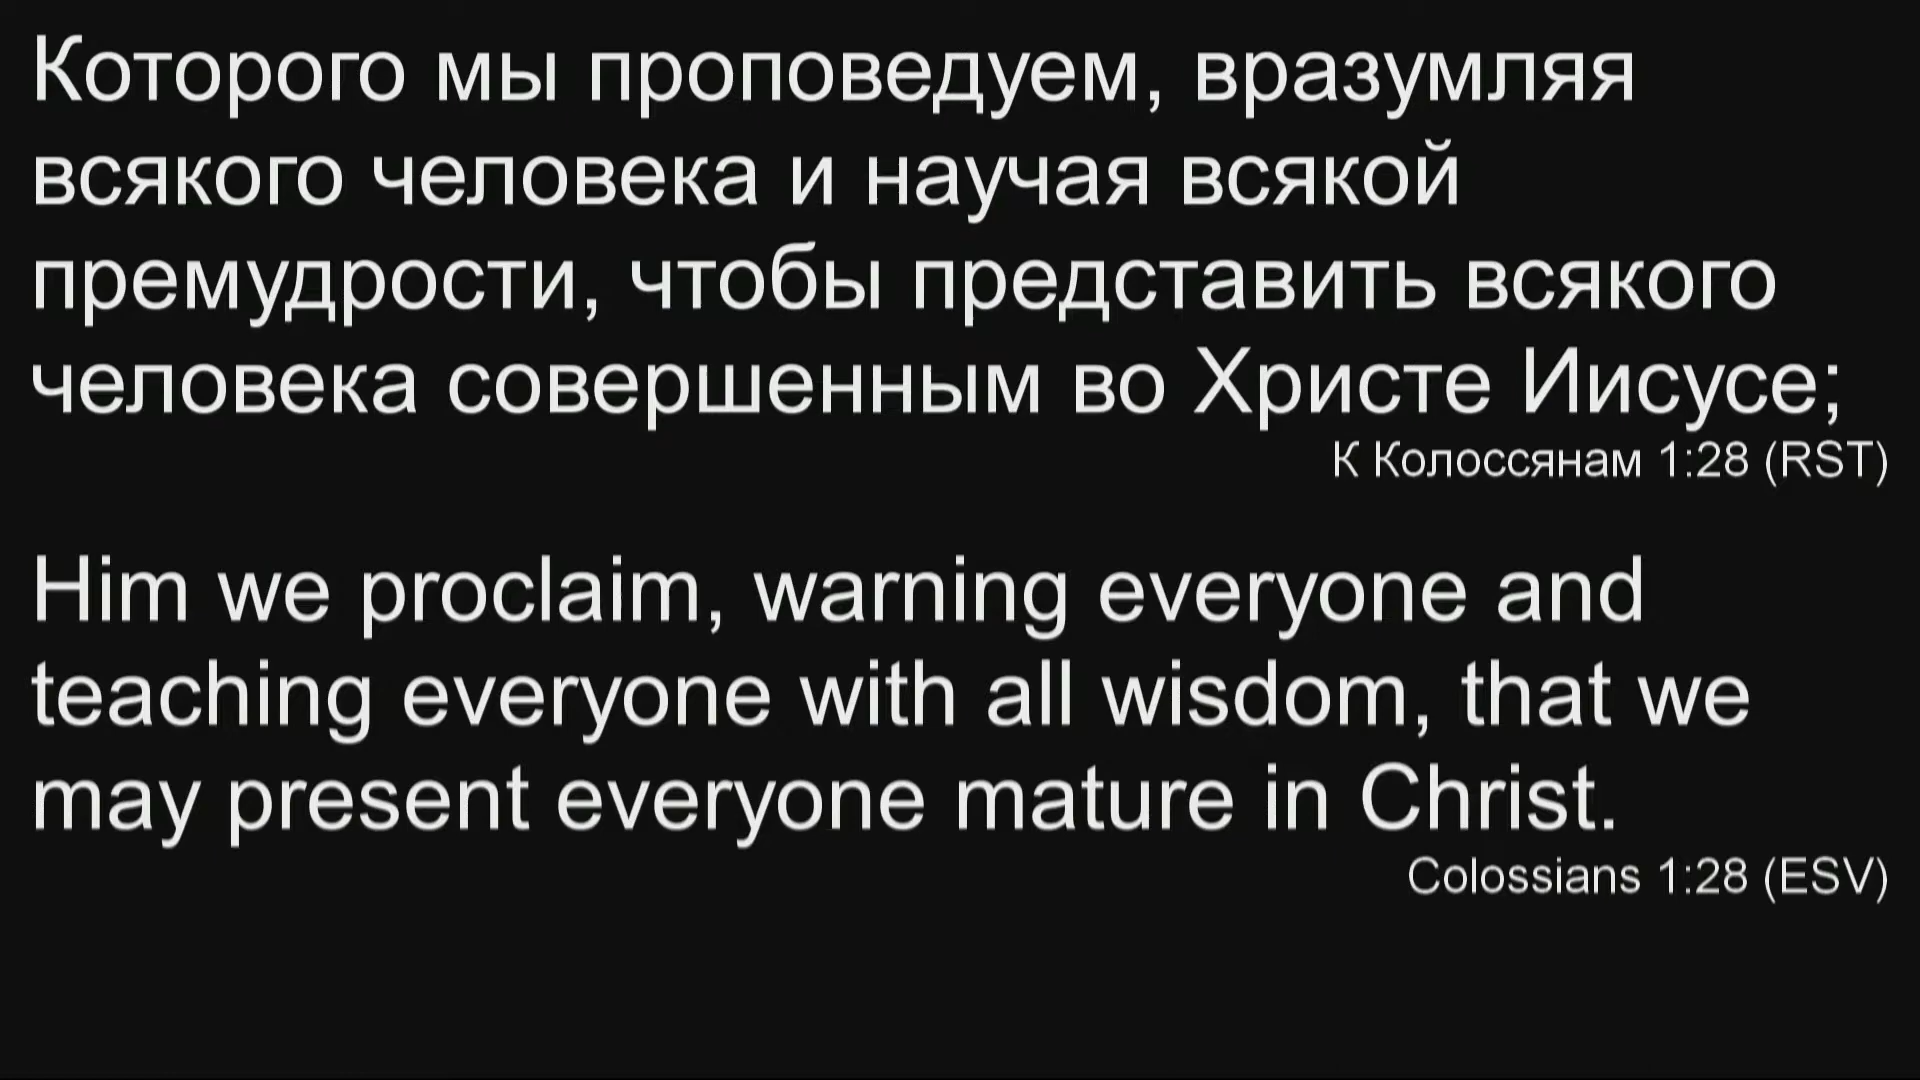 Которого мы проповедуем, вразумляя
всякого человека и научая всякой
премудрости, чтобы представить всякого
человека совершенным во Христе Иисусе;
К Колоссянам 1:28 (RST)
Him we proclaim, warning everyone and
teaching everyone with all wisdom, that we
may present everyone mature in Christ.
Colossians 1:28 (ESV)